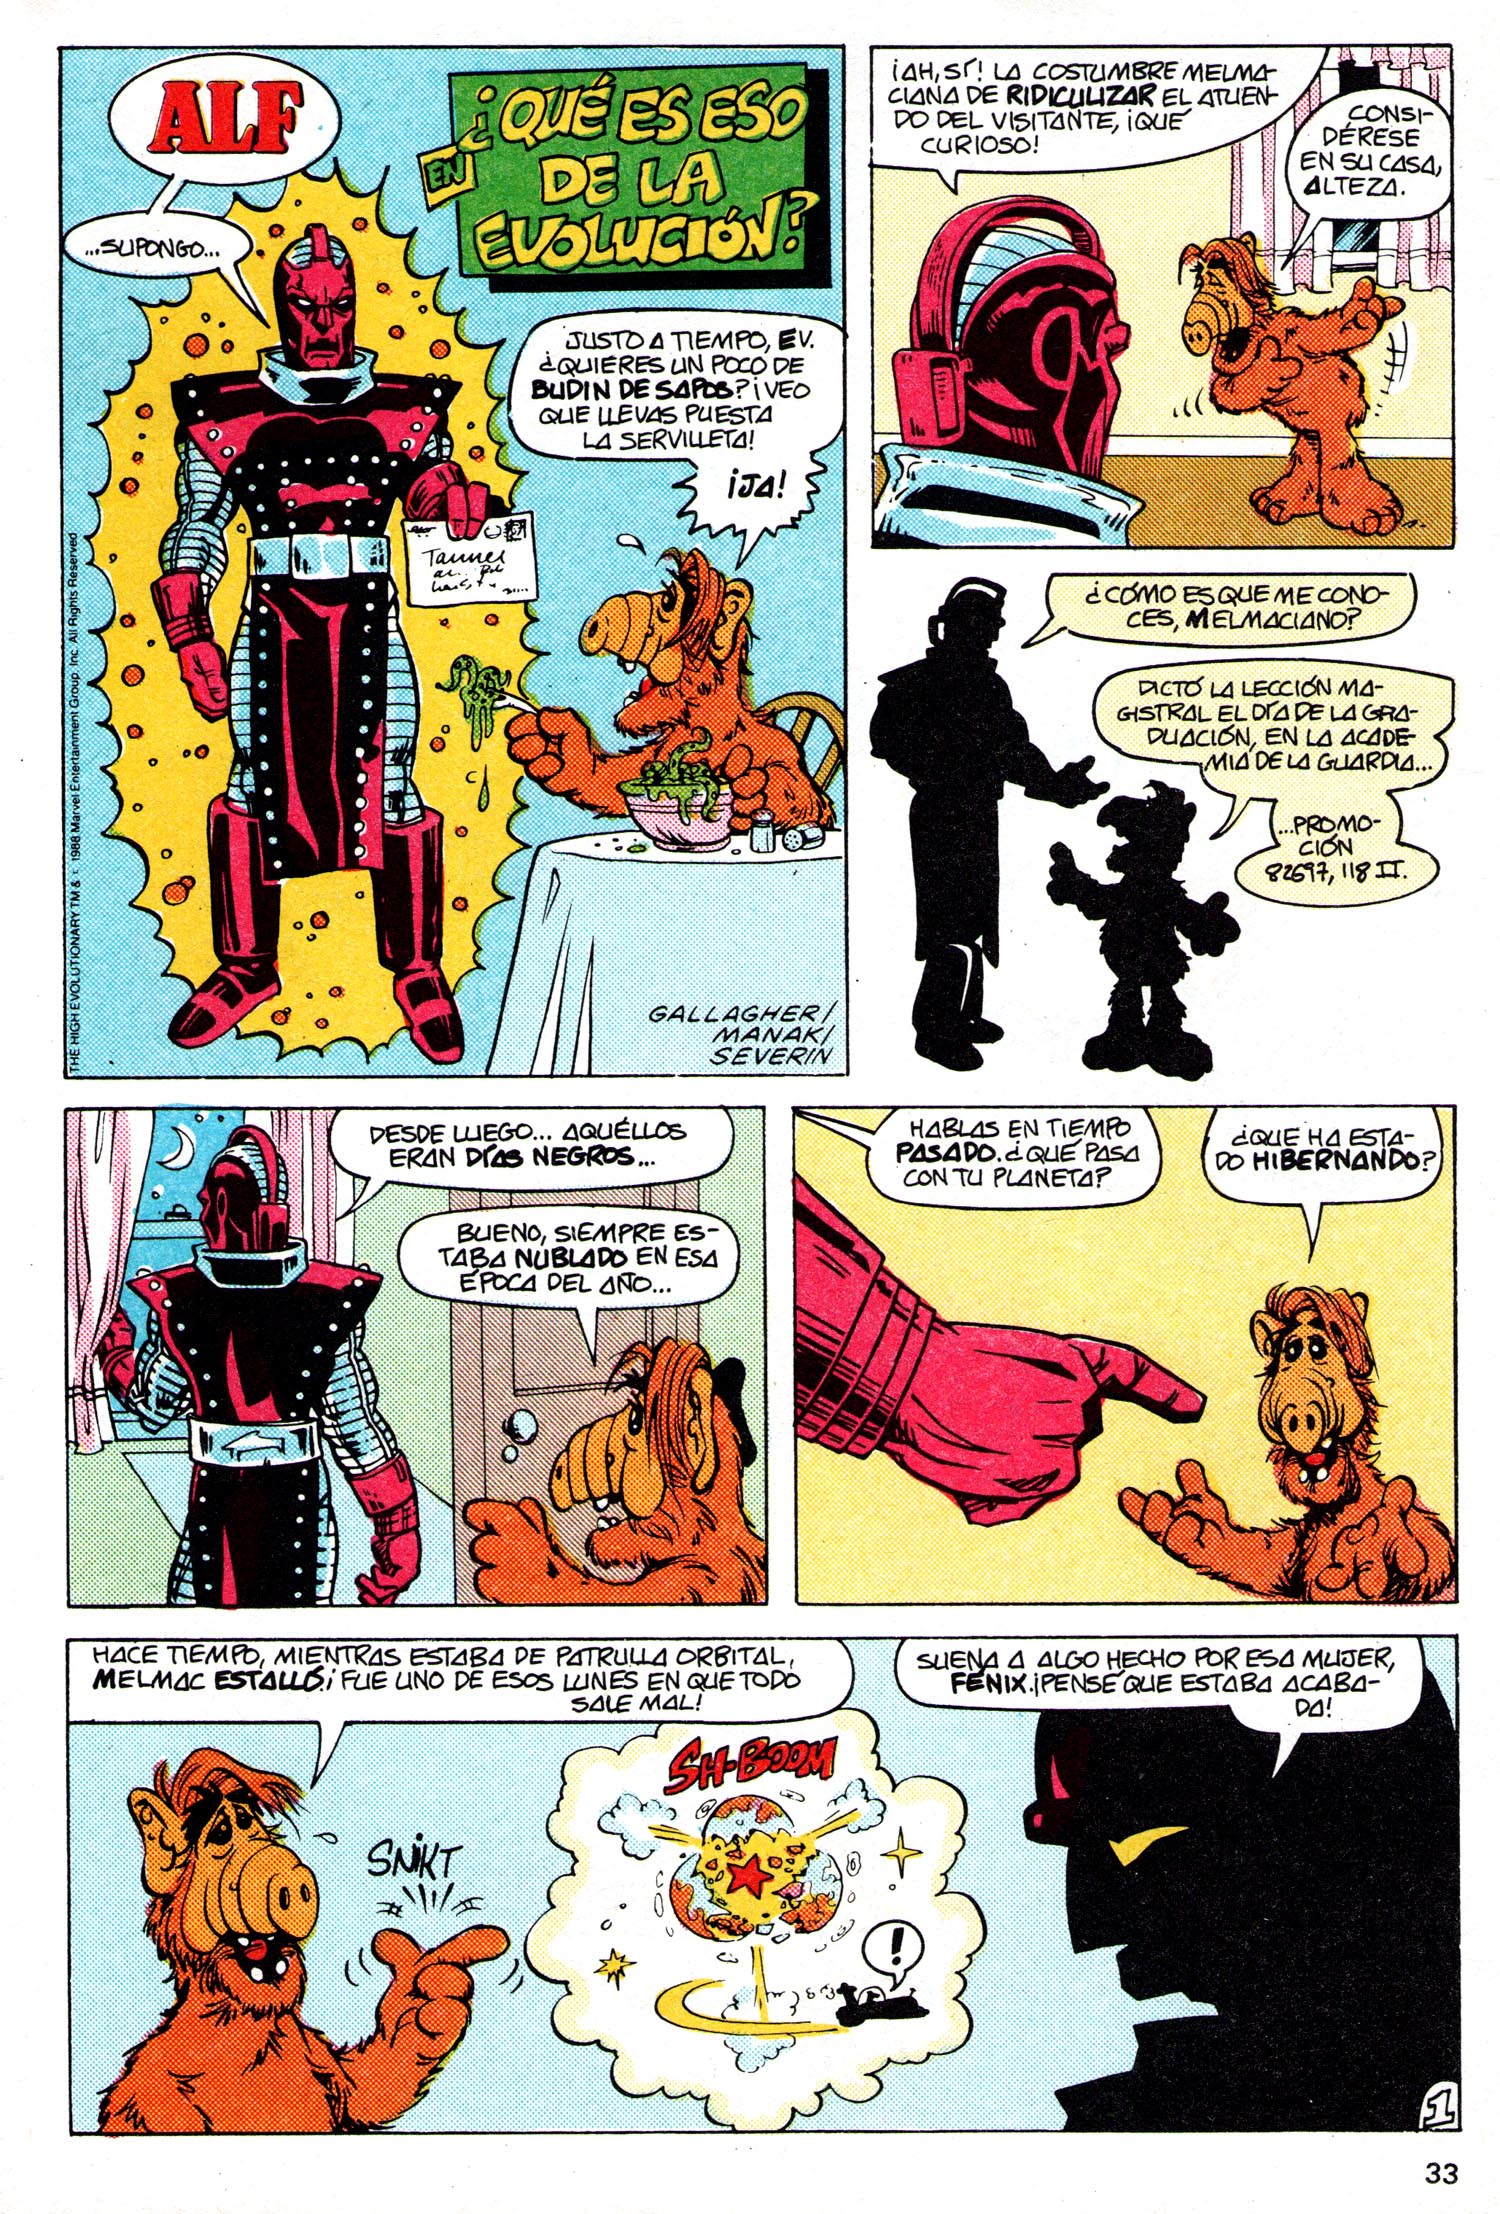 ALF
...SUPONGO...
EN
¿QUÉ ES ESO
DE LA
EVOLUCIÓN?
JUSTO A TIEMPO, EV.
¿QUIÉRES UN POCO DE
BUDIN DE SAPOS? ¡VEO
QUE LLEVAS PUESTA
LA SERVILLETA!
¡JA!
Tanner
THE HIGH EVOLUTIONARY TM & c 1988 Marvel Entertainment Group. Inc. All Rights Reserved
GALLAGHER/
MANAK/
SEVERIN
¡AH, SÍ! LA COSTUMBRE MELMA-
CIANA DE RIDICULIZAR EL ATUEN-
DO DEL VISITANTE, ¡QUÉ
CURIOSO!
CONSI-
DÉRESE
EN SU CASA,
ALTEZA.
¿CÓMO ES QUE ME CONO-
CES, MELMACIANO?
DICTÓ LA LECCIÓN MA-
GISTRAL EL DÍA DE LA GRA-
DUACIÓN, EN LA ACADE-
MIA DE LA GUARDIA...
...PROMO-
CIÓN
82697, 118 II.
DESDE LUEGO... AQUÉLLOS
ERAN DÍAS NEGROS...
BUENO, SIEMPRE ES-
TABA NUBLADO EN ESA
ÉPOCA DEL AÑO...
HABLAS EN TIEMPO
PASADO. ¿QUÉ PASA
CON TU PLANETA?
¿QUE HA ESTA-
DO HIBERNANDO?
HACE TIEMPO, MIENTRAS ESTABA DE PATRULLA ORBITAL,
MELMAC ESTALLÓ. ¡FUE UNO DE ESOS LUNES EN QUE TODO
SALE MAL!
SNIKT
SH-BOOM
!
SUENA A ALGO HECHO POR ESA MUJER,
FENIX. ¡PENSÉ QUE ESTABA ACABA-
DA!
1
33